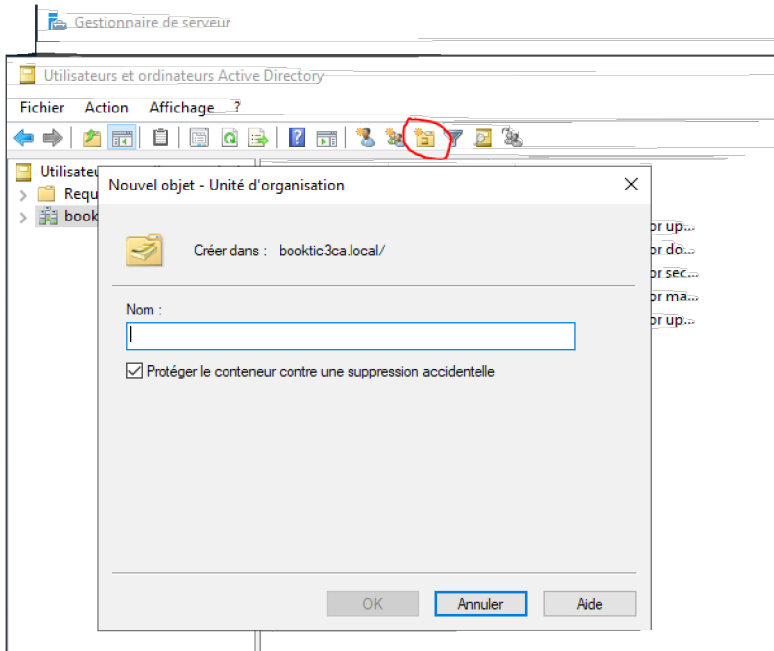 Gestionnaire de serveur
Utilisateurs et ordinateurs Active Directory
Fichier Action Affichage ?
Utilisate
Requ
book
Nouvel objet - Unité d'organisation
Créer dans : booktic3ca.local/
Nom :
Protéger le conteneur contre une suppression accidentelle
OK Annuler Aide
or up...
or do...
or sec...
or ma...
or up...